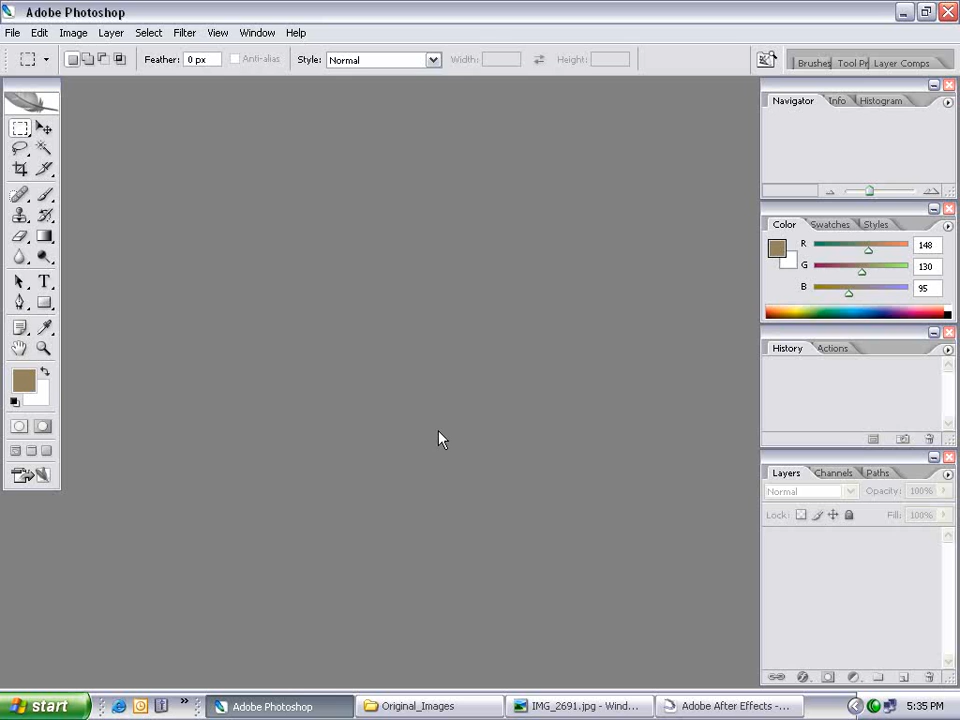 Adobe Photoshop
File Edit Image Layer Select Filter View Window Help
Feather: 0 px Anti-alias Style: Normal Width: Height: Brushes Tool Pr Layer Comps
Navigator Info Histogram
Color Swatches Styles
R 148
G 130
B 95
History Actions
Layers Channels Paths
Normal Opacity: 100%
Lock: Fill: 100%
T
start Adobe Photoshop Original_Images IMG_2691.jpg - Wind... Adobe After Effects - ... 5:35 PM